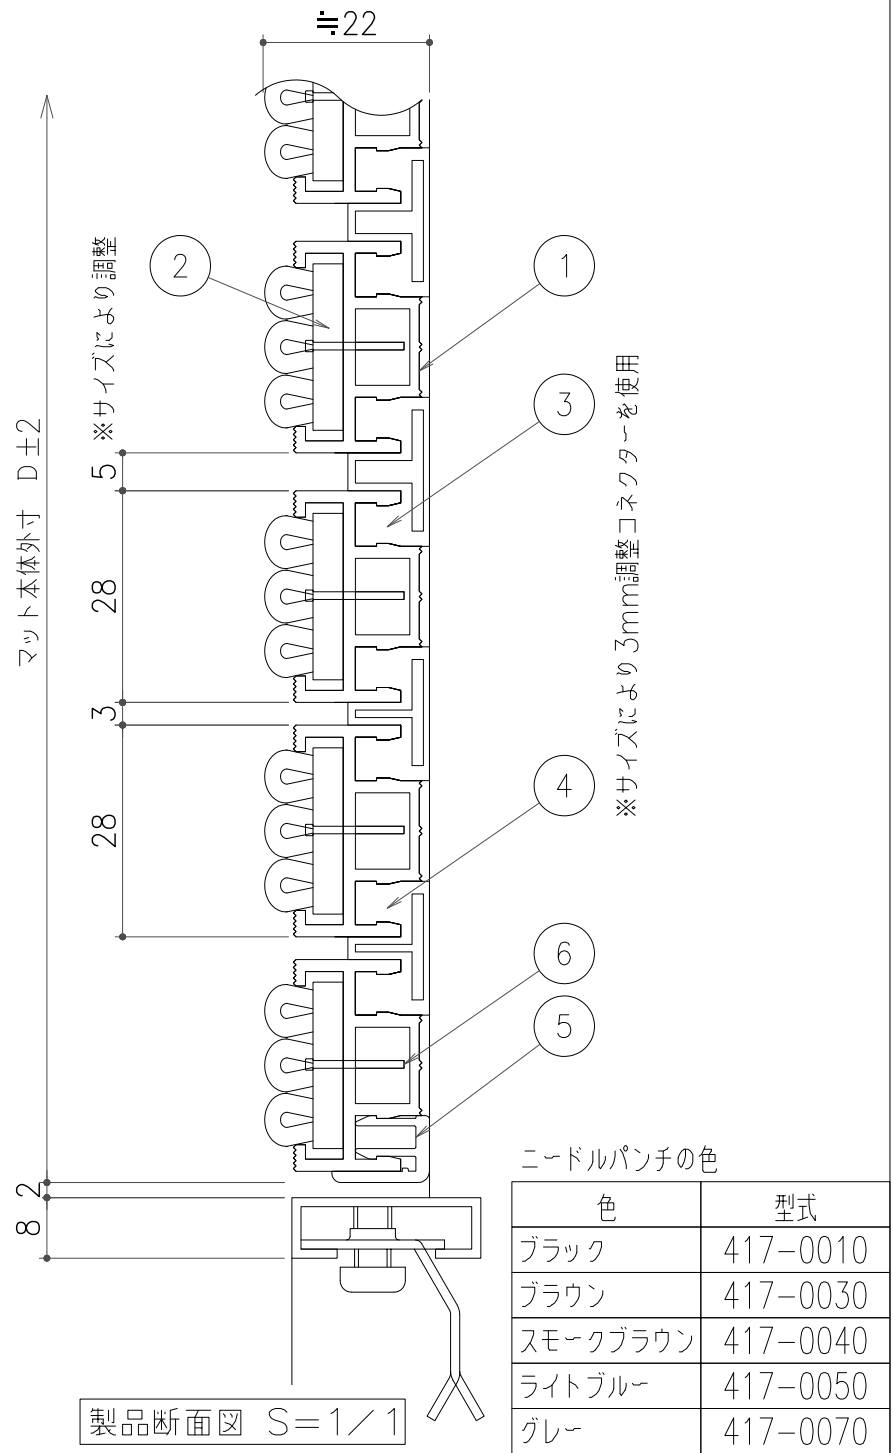 ≒22
2
1
※サイズにより調整
3
※サイズにより3mm調整コネクターを使用
マット本体外寸 D±2
5
28
3
28
4
6
5
2
8
ニードルパンチの色
色 型式
ブラック 417-0010
ブラウン 417-0030
スモークブラウン 417-0040
ライトブルー 417-0050
グレー 417-0070
製品断面図 S=1/1